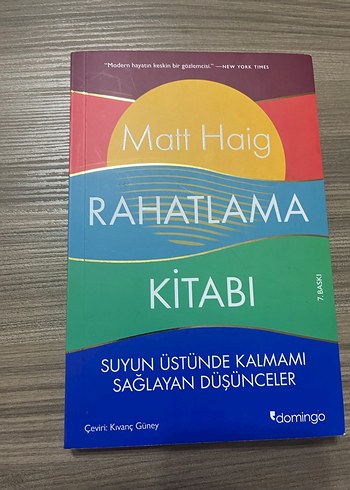 "Modern hayatın keskin bir gözlemcisi." —NEW YORK TIMES
Matt Haig
RAHATLAMA
KİTABI
7. BASKI
SUYUN ÜSTÜNDE KALMAMI
SAĞLAYAN DÜŞÜNCELER
domingo
Çeviri: Kıvanç Güney